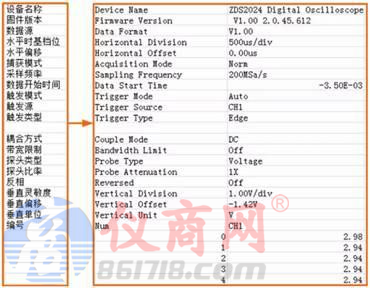 设备名称 Device Name ZDS2024 Digital Oscilloscope
固件版本 Firmware Version V1.00 2.0.45.612
数据源 Data Format V1.00
水平时基档位 Horizontal Division 500us/div
水平偏移 Horizontal Offset 0.00us
捕获模式 Acquisition Mode Norm
采样频率 Sampling Frequency 200MSa/s
数据开始时间 Data Start Time -3.50E-03
触发模式 Trigger Mode Auto
触发源 Trigger Source CH1
触发类型 Trigger Type Edge
耦合方式 Couple Mode DC
带宽限制 Bandwidth Limit Off
探头类型 Probe Type Voltage
探头比率 Probe Attenuation 1X
反相 Reversed Off
垂直灵敏度 Vertical Division 1.00V/div
垂直偏移 Vertical Offset -1.42V
垂直单位 Vertical Unit V
编号 Num CH1
0 2.98
1 2.94
2 2.94
3 2.94
4 2.94
仪商网
861718.com